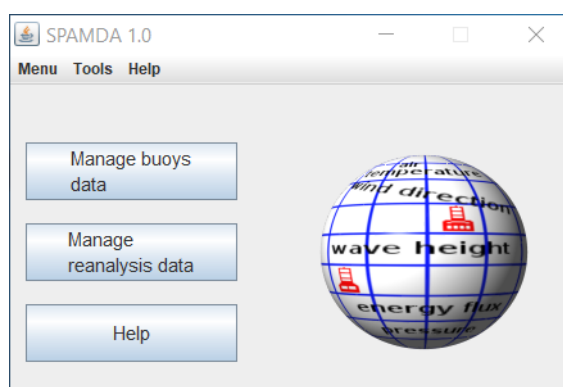 SPAMDA 1.0
Menu Tools Help
Manage buoys
data
Manage
reanalysis data
Help
air
temperature
wind direction
wave height
energy flux
pressure